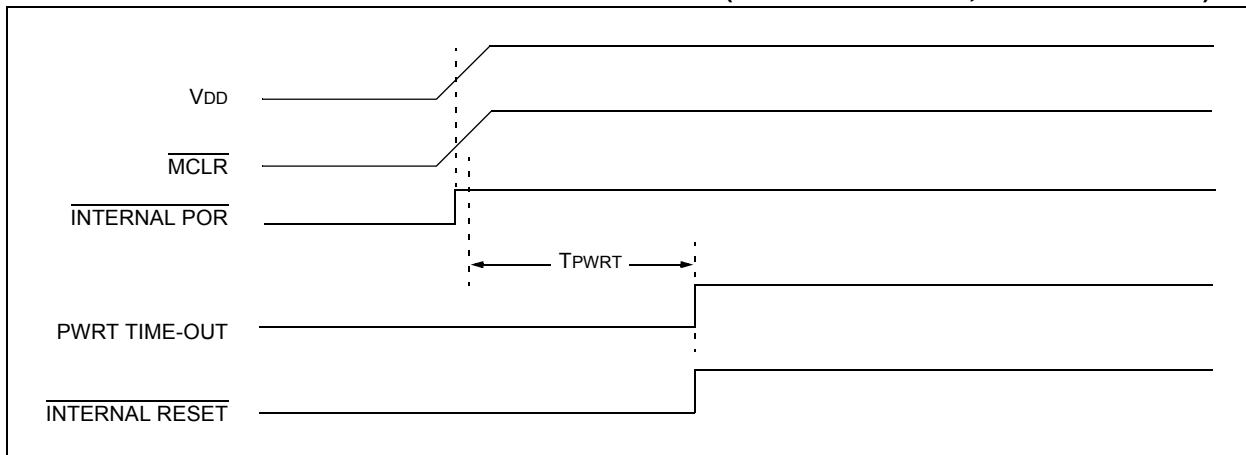 VDD
MCLR
INTERNAL POR
TPWRT
PWRT TIME-OUT
INTERNAL RESET